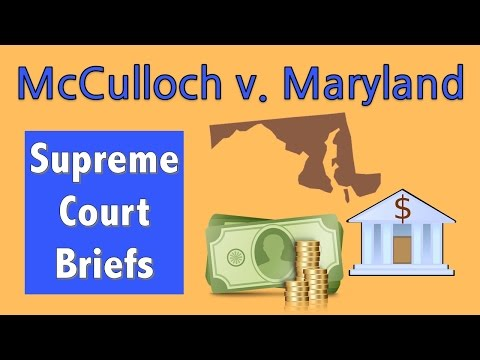 McCulloch v. Maryland
Supreme
Court
Briefs
$